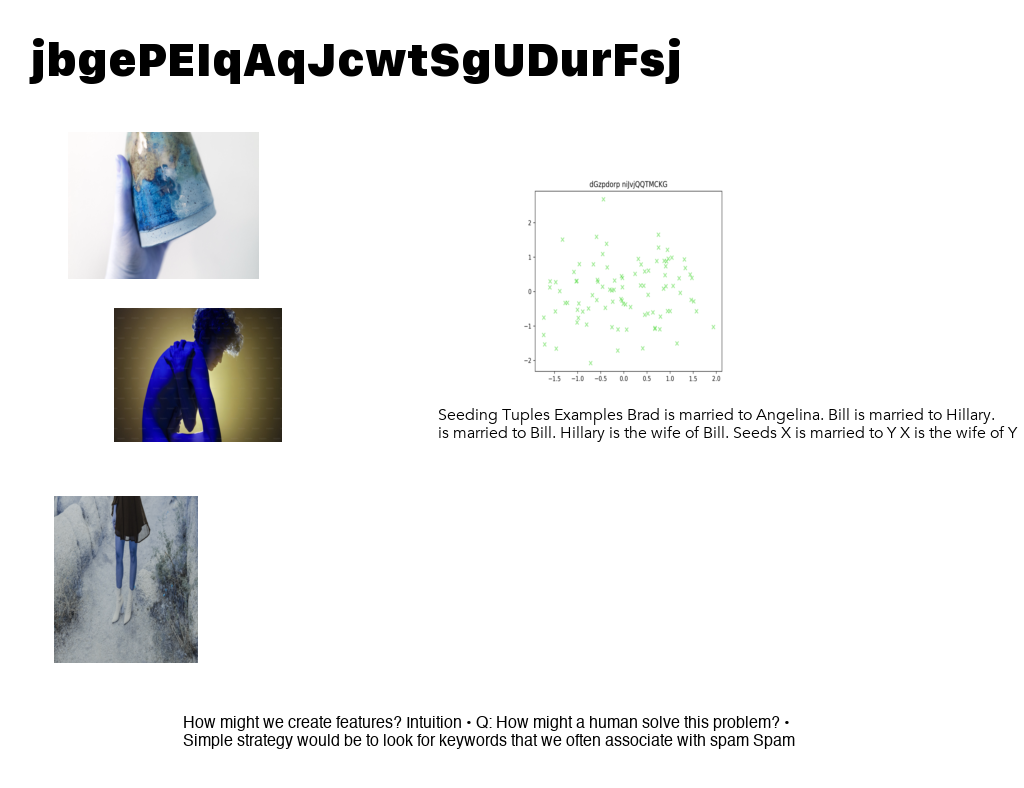 jbgePEIqAqJcwtSgUDurFsj
dGzpdorp niJvjQQTMCKG
2
1
0
−1
−2
−1.5 −1.0 −0.5 0.0 0.5 1.0 1.5 2.0
Seeding Tuples Examples Brad is married to Angelina. Bill is married to Hillary.
is married to Bill. Hillary is the wife of Bill. Seeds X is married to Y X is the wife of Y
How might we create features? Intuition • Q: How might a human solve this problem? •
Simple strategy would be to look for keywords that we often associate with spam Spam